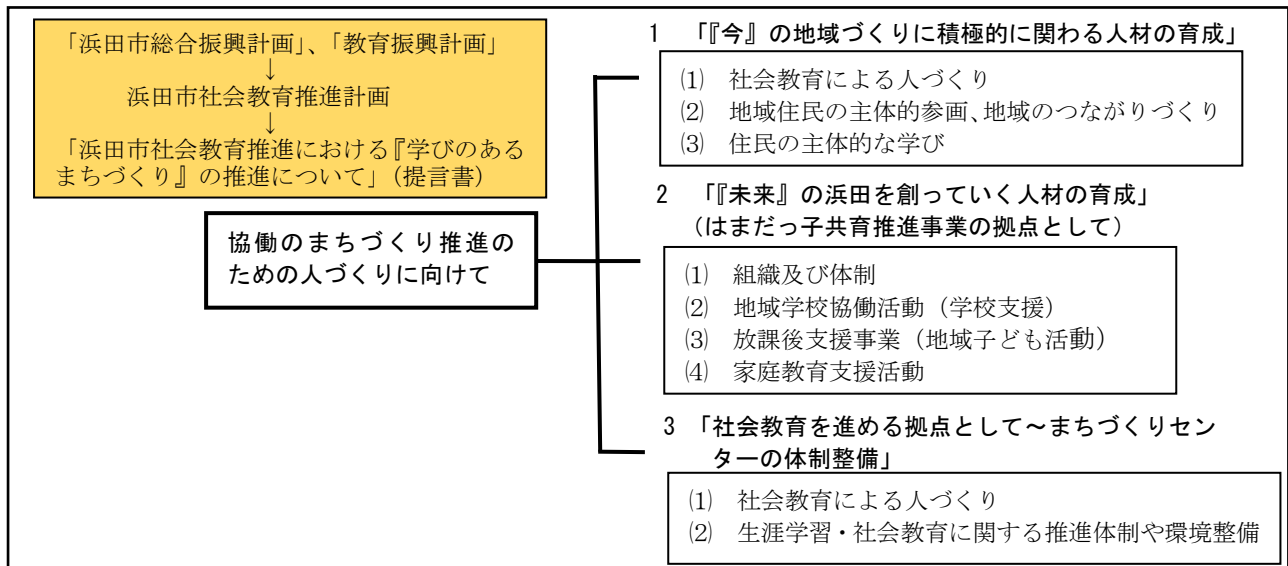 「浜田市総合振興計画」、「教育振興計画」
↓
浜田市社会教育推進計画
↓
「浜田市社会教育推進における『学びのある
まちづくり』の推進について」（提言書）
協働のまちづくり推進の
ための人づくりに向けて
1 「『今』の地域づくりに積極的に関わる人材の育成」
⑴ 社会教育による人づくり
⑵ 地域住民の主体的参画、地域のつながりづくり
⑶ 住民の主体的な学び
2 「『未来』の浜田を創っていく人材の育成」
（はまだっ子共育推進事業の拠点として）
⑴ 組織及び体制
⑵ 地域学校協働活動（学校支援）
⑶ 放課後支援事業（地域子ども活動）
⑷ 家庭教育支援活動
3 「社会教育を進める拠点として～まちづくりセン
ターの体制整備」
⑴ 社会教育による人づくり
⑵ 生涯学習・社会教育に関する推進体制や環境整備